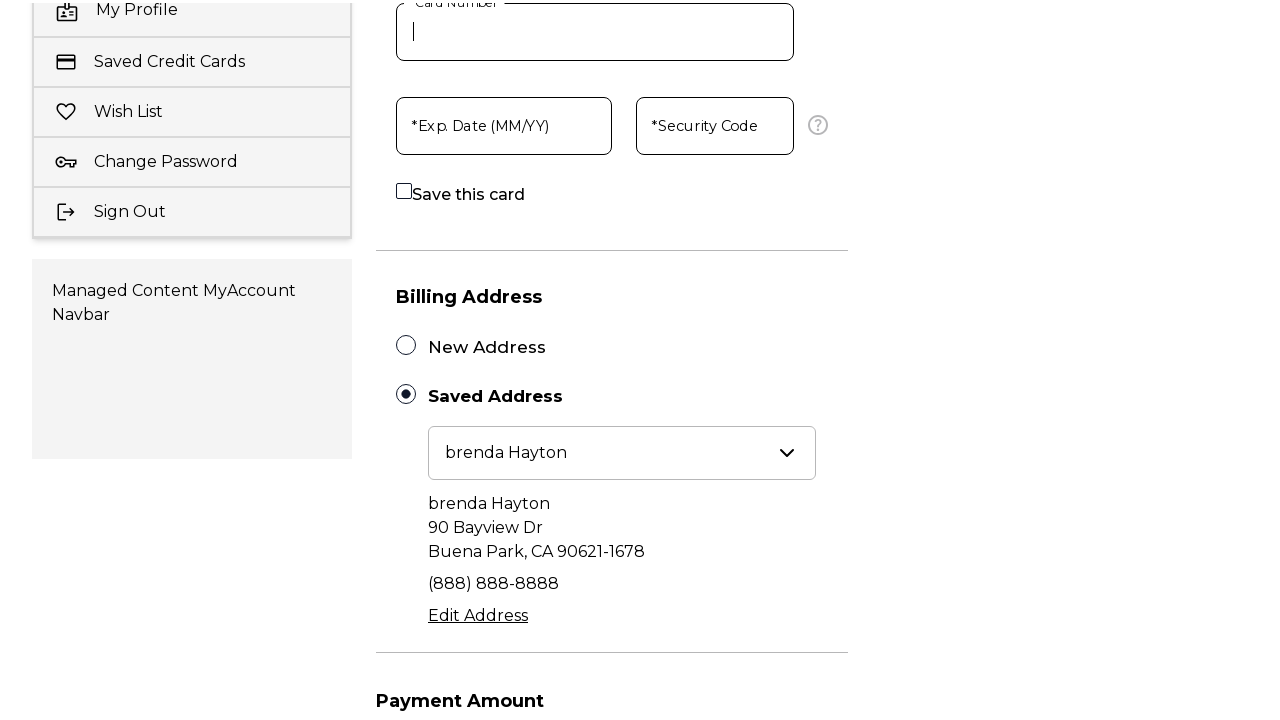 My Profile
Saved Credit Cards
Wish List
Change Password
Sign Out
Managed Content MyAccount
Navbar
Card Number
*Exp. Date (MM/YY)
*Security Code
Save this card
Billing Address
New Address
Saved Address
brenda Hayton
brenda Hayton
90 Bayview Dr
Buena Park, CA 90621-1678
(888) 888-8888
Edit Address
Payment Amount